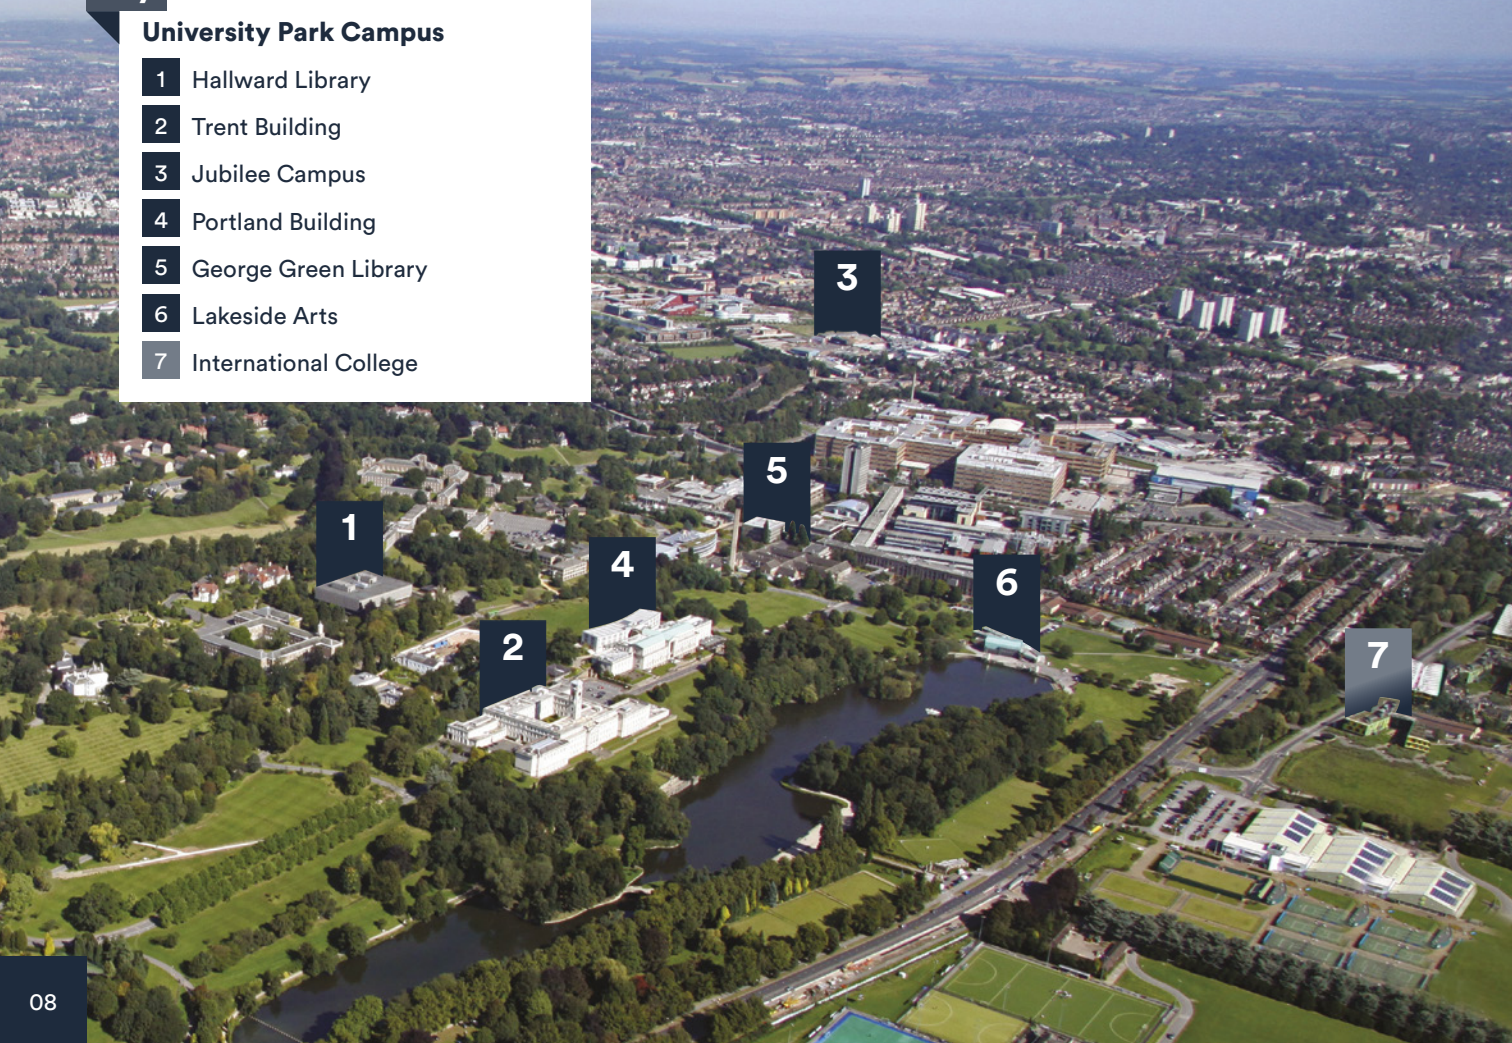 University Park Campus
1 Hallward Library
2 Trent Building
3 Jubilee Campus
4 Portland Building
5 George Green Library
6 Lakeside Arts
7 International College
3
5
1
4
6
2
7
08